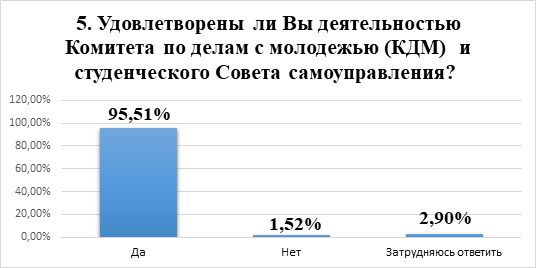 5. Удовлетворены ли Вы деятельностью
Комитета по делам с молодежью (КДМ) и
студенческого Совета самоуправления?
120,00%
100,00%
80,00%
60,00%
40,00%
20,00%
0,00%
95,51%
1,52%
2,90%
Да
Нет
Затрудняюсь ответить